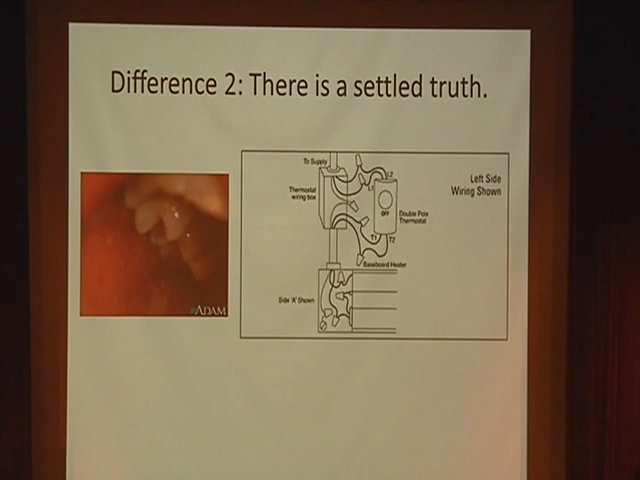 Difference 2: There is a settled truth.
To Supply
L2
L1
Thermostat
wiring box
OFF
Double Pole
Thermostat
T1 T2
Baseboard Heater
Side 'A' Shown
Left Side
Wiring Shown
ADAM